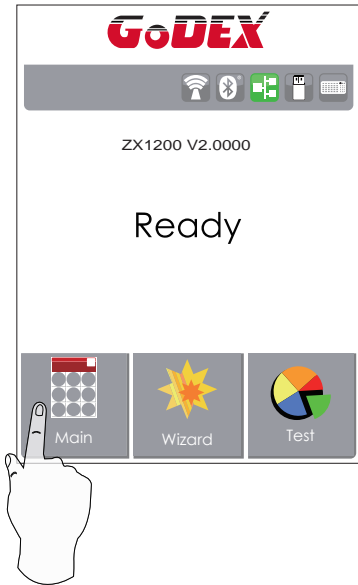 GoDEX
ZX1200 V2.0000
Ready
Main
Wizard
Test